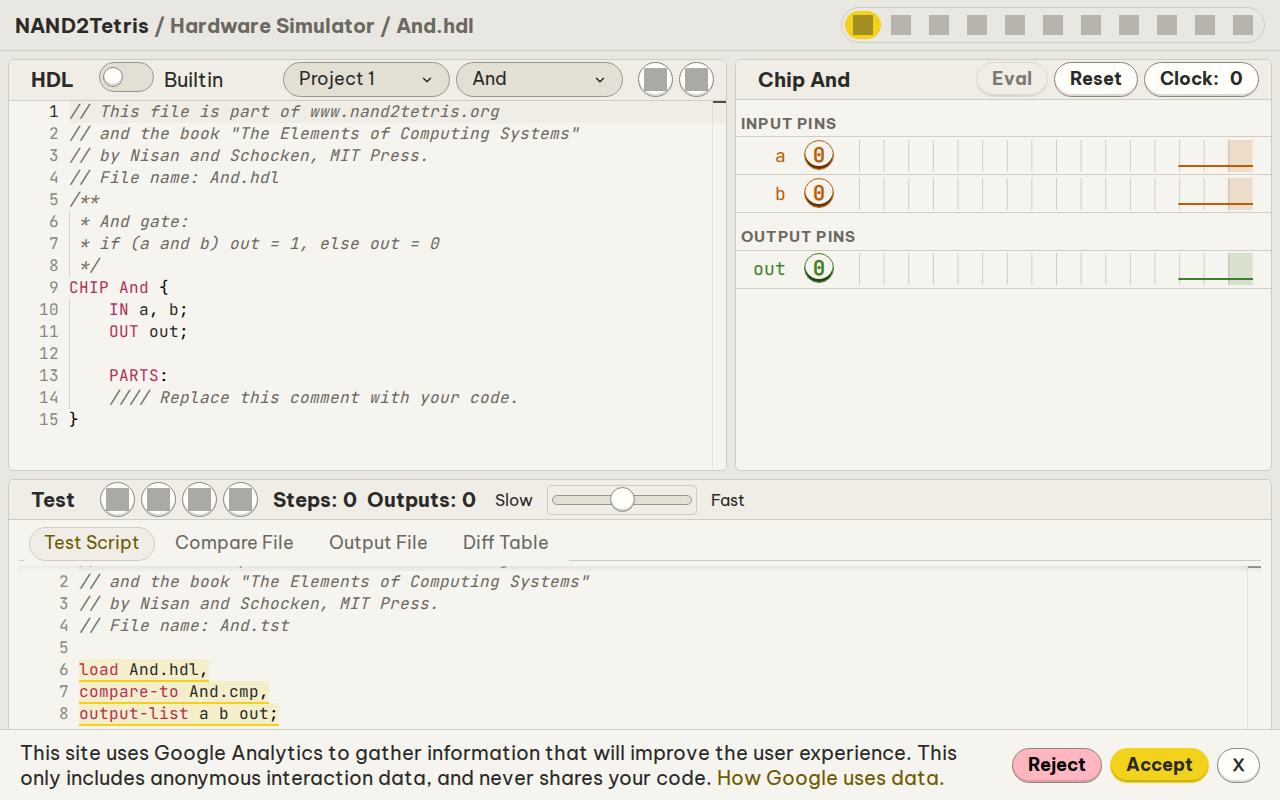 NAND2Tetris / Hardware Simulator / And.hdl
HDL Builtin Project 1 And
1 // This file is part of www.nand2tetris.org
2 // and the book "The Elements of Computing Systems"
3 // by Nisan and Schocken, MIT Press.
4 // File name: And.hdl
5 /**
6 * And gate:
7 * if (a and b) out = 1, else out = 0
8 */
9 CHIP And {
10 IN a, b;
11 OUT out;
12
13 PARTS:
14 //// Replace this comment with your code.
15 }
Chip And Eval Reset Clock: 0
INPUT PINS
a 0
b 0
OUTPUT PINS
out 0
Test Steps: 0 Outputs: 0 Slow Fast
Test Script Compare File Output File Diff Table
2 // and the book "The Elements of Computing Systems"
3 // by Nisan and Schocken, MIT Press.
4 // File name: And.tst
5
6 load And.hdl,
7 compare-to And.cmp,
8 output-list a b out;
This site uses Google Analytics to gather information that will improve the user experience. This
only includes anonymous interaction data, and never shares your code. How Google uses data.
Reject Accept X